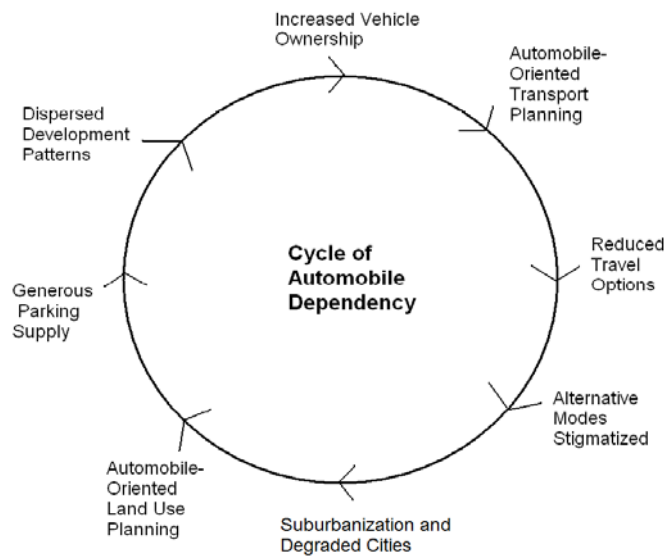 Increased Vehicle
Ownership
Automobile-
Oriented
Transport
Planning
Reduced
Travel
Options
Alternative
Modes
Stigmatized
Suburbanization and
Degraded Cities
Automobile-
Oriented
Land Use
Planning
Generous
Parking
Supply
Dispersed
Development
Patterns
Cycle of
Automobile
Dependency